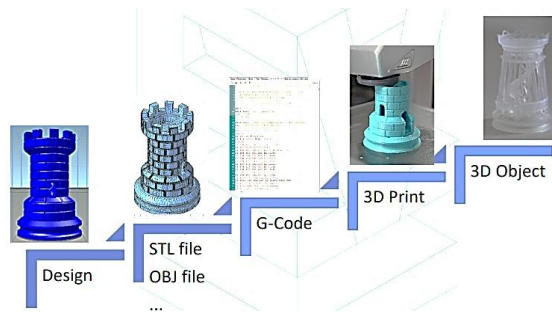 Design
STL file
OBJ file
...
G-Code
3D Print
3D Object